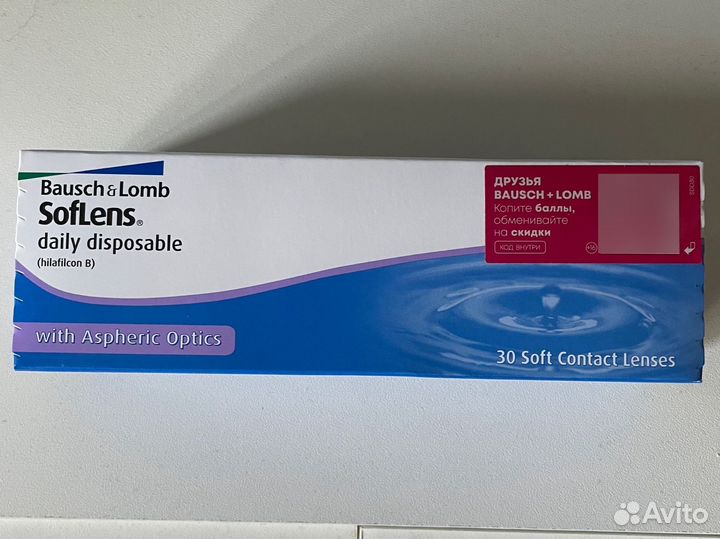 Bausch & Lomb
SofLens®
daily disposable
(hilafilcon B)
with Aspheric Optics
30 Soft Contact Lenses
ДРУЗЬЯ
BAUSCH + LOMB
Копите баллы,
обменивайте
на скидки
КОД ВНУТРИ
Avito